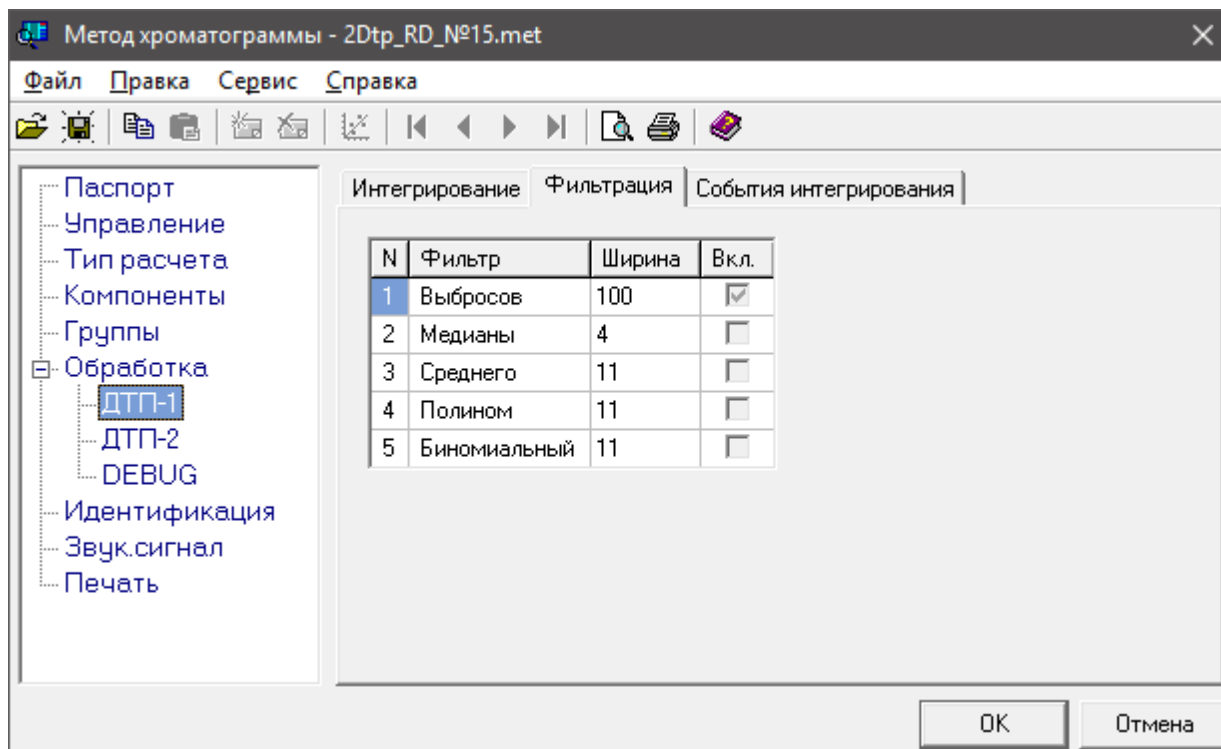 Метод хроматограммы - 2Dtp_RD_№15.met
Файл Правка Сервис Справка
Паспорт
Управление
Тип расчета
Компоненты
Группы
Обработка
ДТП-1
ДТП-2
DEBUG
Идентификация
Звук.сигнал
Печать
Интегрирование Фильтрация События интегрирования
N Фильтр Ширина Вкл.
1 Выбросов 100
2 Медианы 4
3 Среднего 11
4 Полином 11
5 Биномиальный 11
OK Отмена